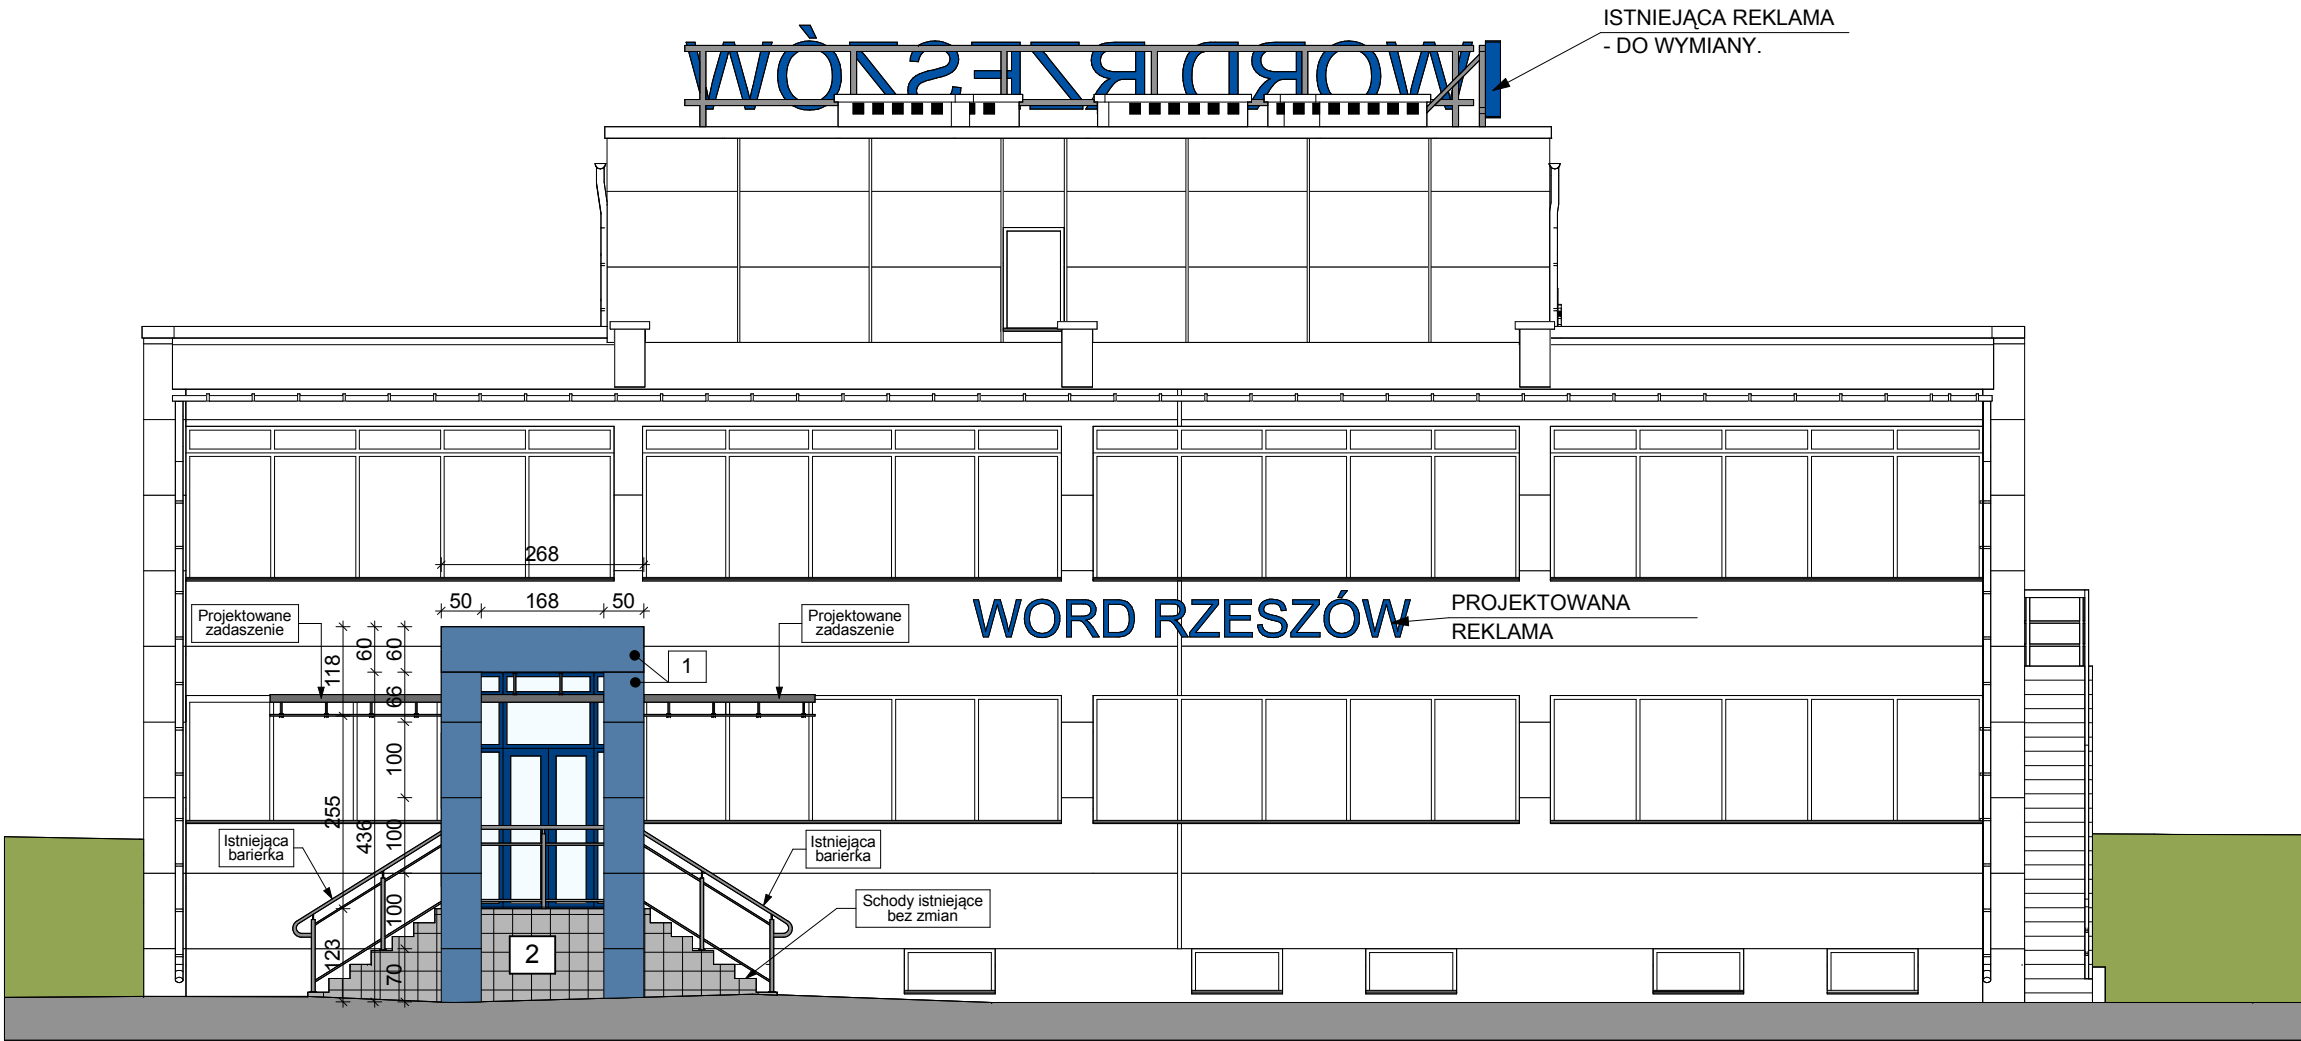 ISTNIEJĄCA REKLAMA
- DO WYMIANY.
WORD RZESZÓW
268
50
168
50
Projektowane
zadaszenie
Projektowane
zadaszenie
WORD RZESZÓW
PROJEKTOWANA
REKLAMA
118
60
60
1
66
100
255
436
100
Istniejąca
barierka
Istniejąca
barierka
Schody istniejące
bez zmian
100
123
70
2